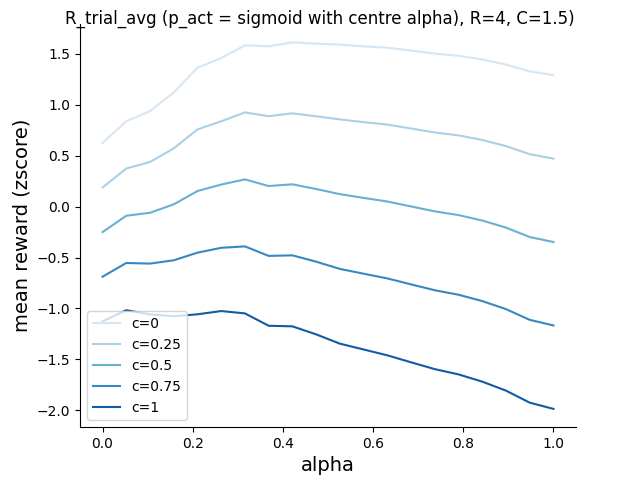 R_trial_avg (p_act = sigmoid with centre alpha), R=4, C=1.5)
mean reward (zscore)
1.5
1.0
0.5
0.0
−0.5
−1.0
−1.5
−2.0
c=0
c=0.25
c=0.5
c=0.75
c=1
0.0 0.2 0.4 0.6 0.8 1.0
alpha